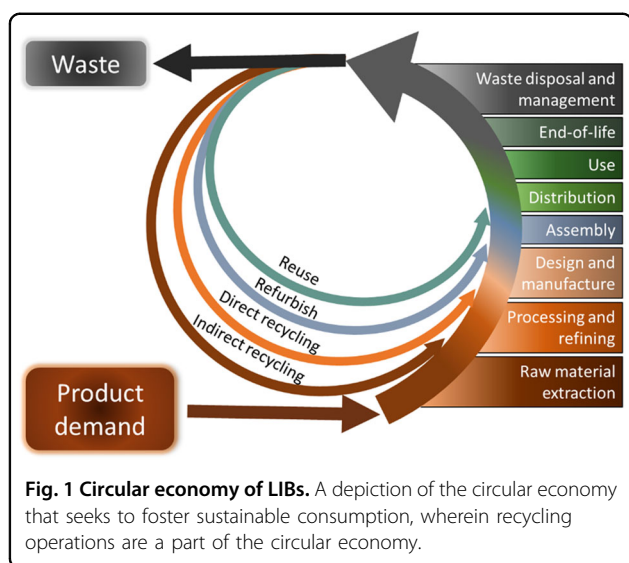 Waste
Waste disposal and
management
End-of-life
Use
Distribution
Assembly
Design and
manufacture
Processing and
refining
Raw material
extraction
Reuse
Refurbish
Direct recycling
Indirect recycling
Product
demand
Fig. 1 Circular economy of LIBs. A depiction of the circular economy
that seeks to foster sustainable consumption, wherein recycling
operations are a part of the circular economy.